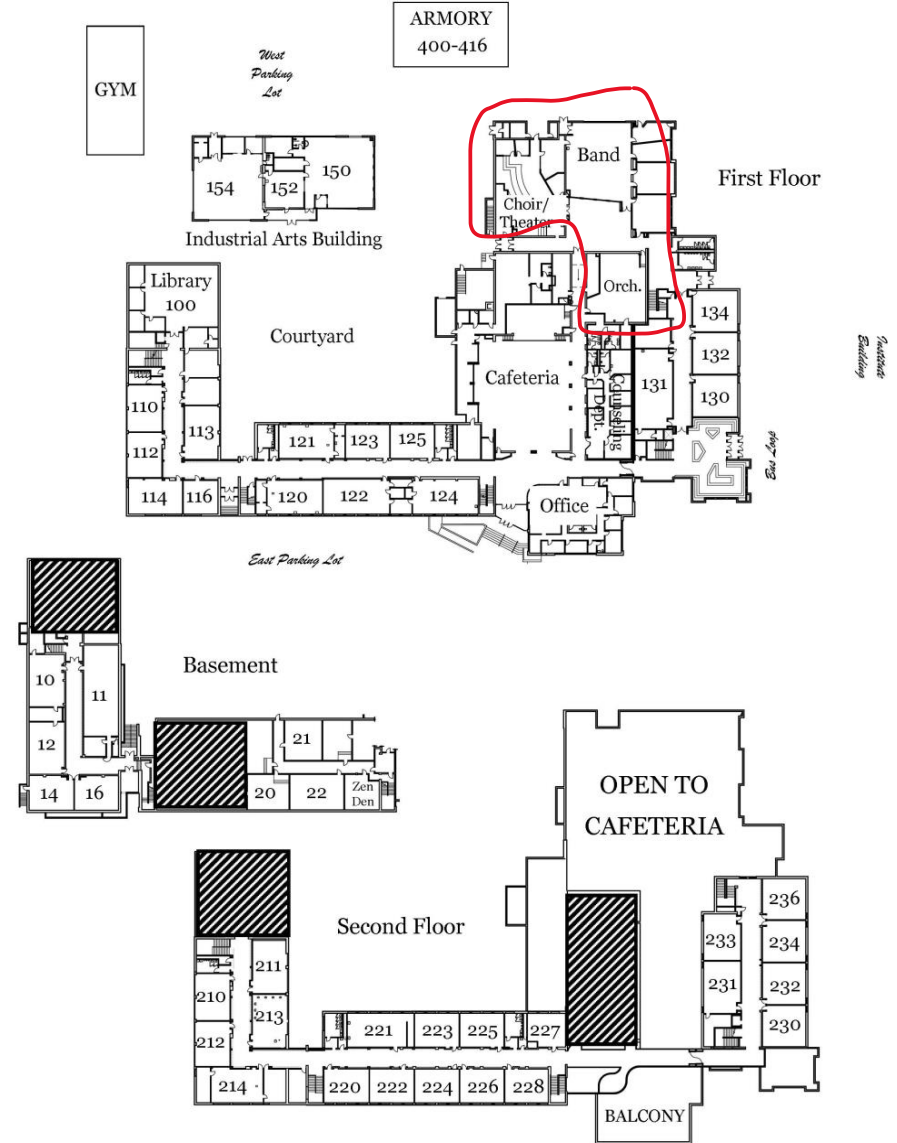 ARMORY
400-416
GYM
West
Parking
Lot
154
152
150
Industrial Arts Building
Band
Choir/
Theater
Orch.
First Floor
Library
100
Courtyard
134
132
130
131
Institute
Building
Cafeteria
Counseling
Dept.
110
112
113
121
123
125
114
116
120
122
124
Office
Bus Loop
East Parking Lot
Basement
10
11
12
14
16
20
21
22
Zen
Den
OPEN TO
CAFETERIA
Second Floor
211
210
213
212
214
221
223
225
227
220
222
224
226
228
236
233
234
231
232
230
BALCONY